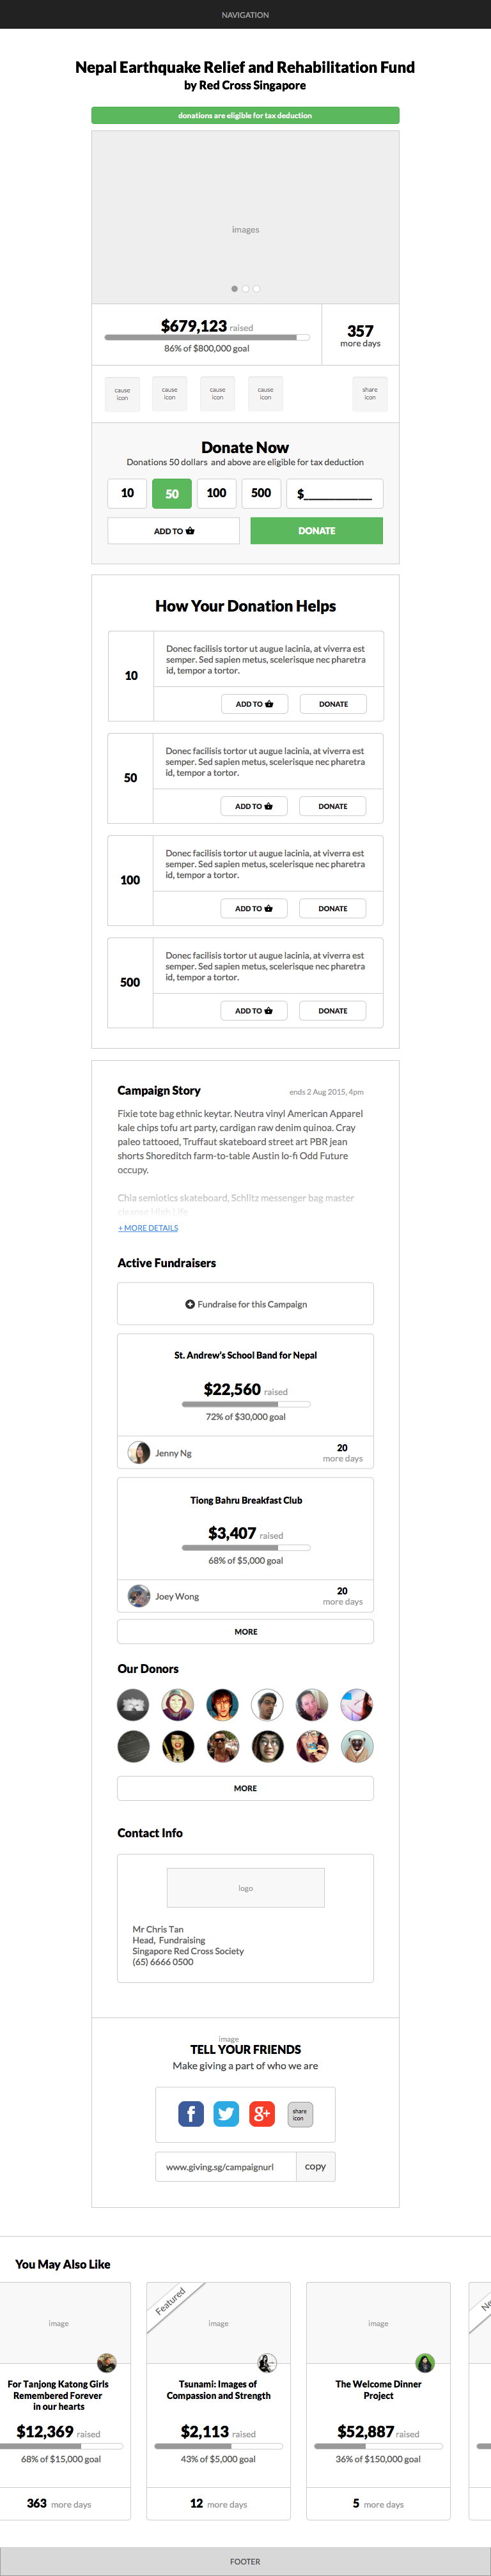 NAVIGATION
Nepal Earthquake Relief and Rehabilitation Fund
by Red Cross Singapore
donations are eligible for tax deduction
images
$679,123 raised
86% of $800,000 goal
357
more days
cause
icon
cause
icon
cause
icon
cause
icon
share
icon
Donate Now
Donations 50 dollars and above are eligible for tax deduction
10
50
100
500
$____________
ADD TO
DONATE
How Your Donation Helps
10
Donec facilisis tortor ut augue lacinia, at viverra est
semper. Sed sapien metus, scelerisque nec pharetra
id, tempor a tortor.
ADD TO
DONATE
50
Donec facilisis tortor ut augue lacinia, at viverra est
semper. Sed sapien metus, scelerisque nec pharetra
id, tempor a tortor.
ADD TO
DONATE
100
Donec facilisis tortor ut augue lacinia, at viverra est
semper. Sed sapien metus, scelerisque nec pharetra
id, tempor a tortor.
ADD TO
DONATE
500
Donec facilisis tortor ut augue lacinia, at viverra est
semper. Sed sapien metus, scelerisque nec pharetra
id, tempor a tortor.
ADD TO
DONATE
Campaign Story
ends 2 Aug 2015, 4pm
Fixie tote bag ethnic keytar. Neutra vinyl American Apparel
kale chips tofu art party, cardigan raw denim quinoa. Cray
paleo tattooed, Truffaut skateboard street art PBR jean
shorts Shoreditch farm-to-table Austin lo-fi Odd Future
occupy.
Chia semiotics skateboard, Schlitz messenger bag master
cleanse High Life
+ MORE DETAILS
Active Fundraisers
Fundraise for this Campaign
St. Andrew's School Band for Nepal
$22,560 raised
72% of $30,000 goal
Jenny Ng
20
more days
Tiong Bahru Breakfast Club
$3,407 raised
68% of $5,000 goal
Joey Wong
20
more days
MORE
Our Donors
MORE
Contact Info
logo
Mr Chris Tan
Head, Fundraising
Singapore Red Cross Society
(65) 6666 0500
image
TELL YOUR FRIENDS
Make giving a part of who we are
f
g+
share
icon
www.giving.sg/campaignurl
copy
You May Also Like
image
For Tanjong Katong Girls
Remembered Forever
in our hearts
$12,369 raised
68% of $15,000 goal
363 more days
Featured
image
Tsunami: Images of
Compassion and Strength
$2,113 raised
43% of $5,000 goal
12 more days
image
The Welcome Dinner
Project
$52,887 raised
36% of $150,000 goal
5 more days
Ne
FOOTER